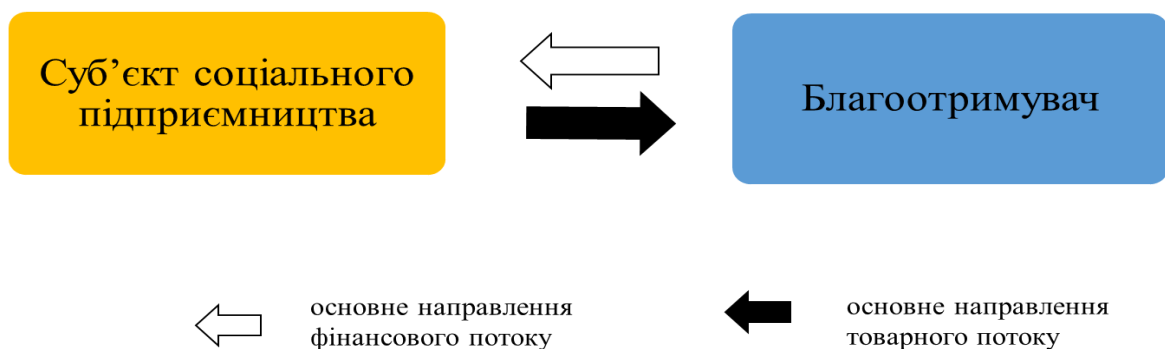 Суб’єкт соціального
підприємництва
Благоотримувач
основне направлення
фінансового потоку
основне направлення
товарного потоку